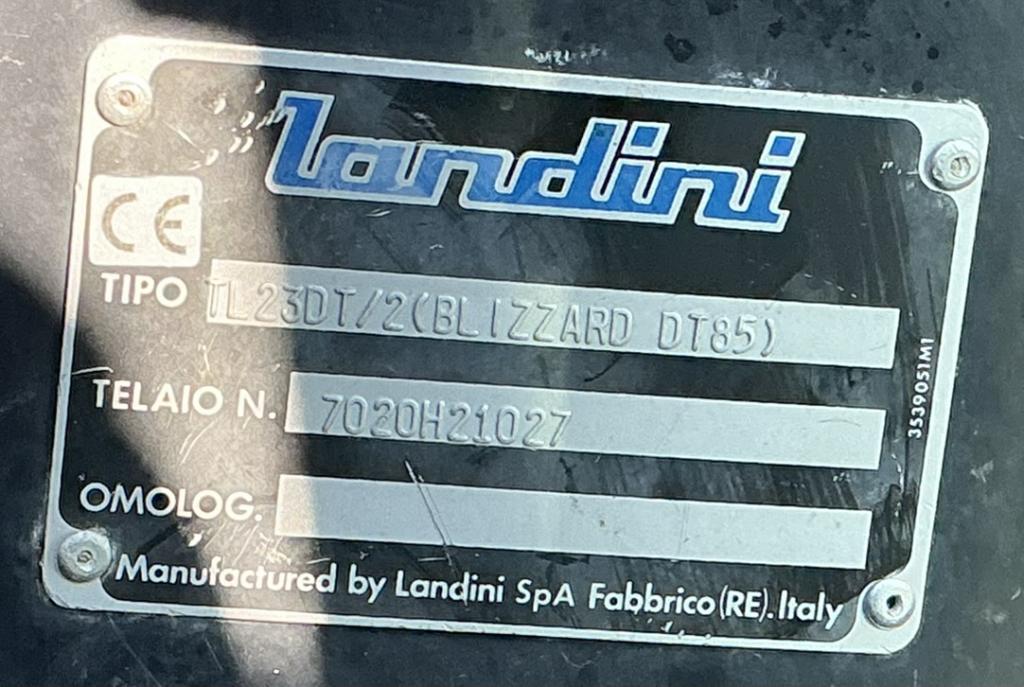 Landini
CE
TIPO TL23DT/2(BLIZZARD DT85)
TELAIO N. 7020H21027
OMOLOG.
3539051M1
Manufactured by Landini SpA Fabbrico (RE). Italy